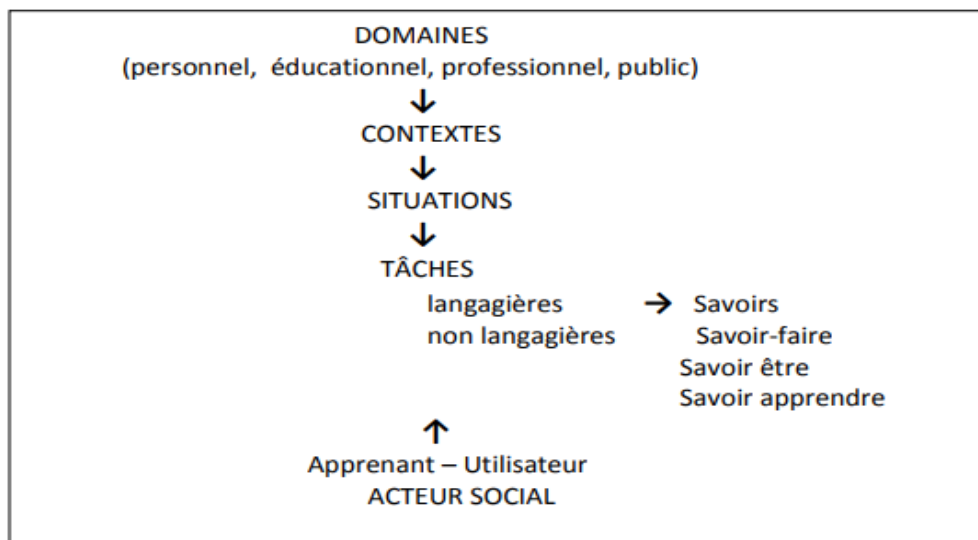 DOMAINES
(personnel, éducationnel, professionnel, public)
↓
CONTEXTES
↓
SITUATIONS
↓
TÂCHES
langagières → Savoirs
non langagières Savoir-faire
Savoir être
Savoir apprendre
↑
Apprenant – Utilisateur
ACTEUR SOCIAL